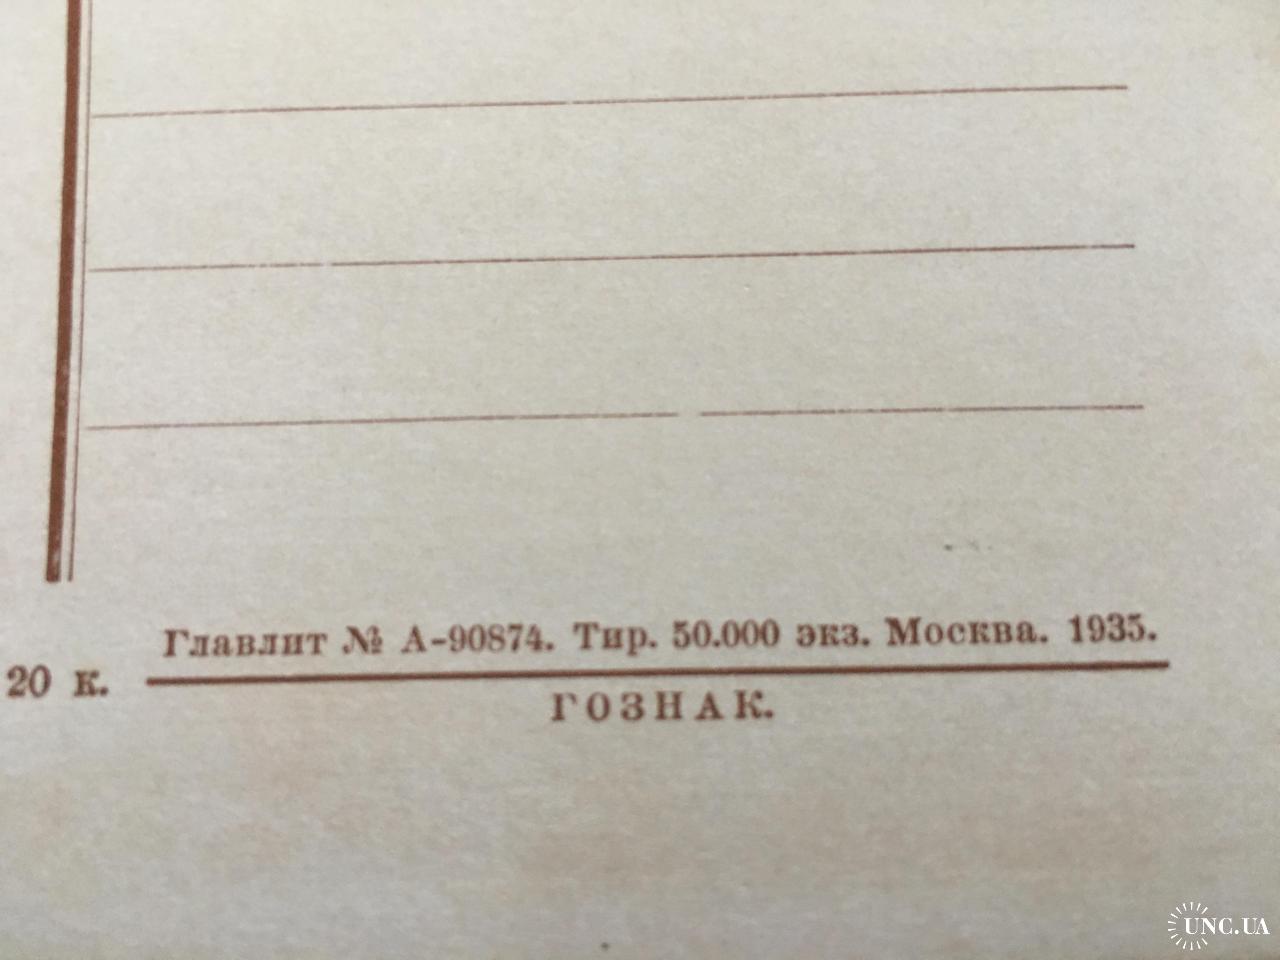 Главлит № А-90874. Тир. 50.000 экз. Москва. 1935.
20 к.
ГОЗНАК.
UNC.UA